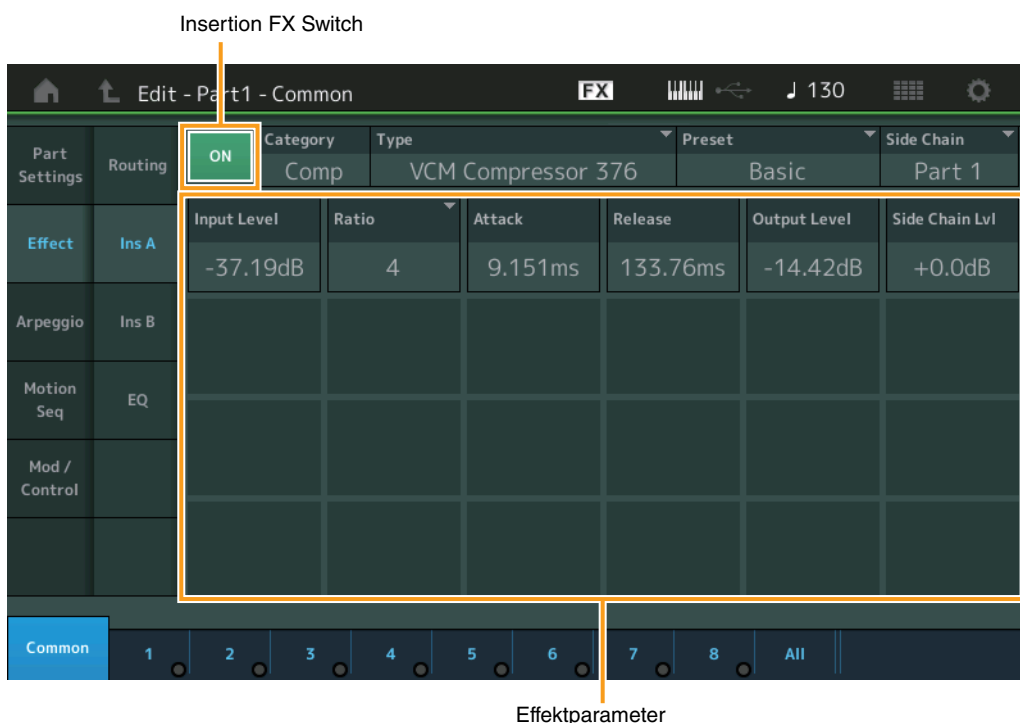 Insertion FX Switch
Edit - Part1 - Common
FX
130
Part Settings
Routing
ON
Category
Comp
Type
VCM Compressor 376
Preset
Basic
Side Chain
Part 1
Effect
Ins A
Input Level
-37.19dB
Ratio
4
Attack
9.151ms
Release
133.76ms
Output Level
-14.42dB
Side Chain Lvl
+0.0dB
Arpeggio
Ins B
Motion Seq
EQ
Mod / Control
Common
1
2
3
4
5
6
7
8
All
Effektparameter